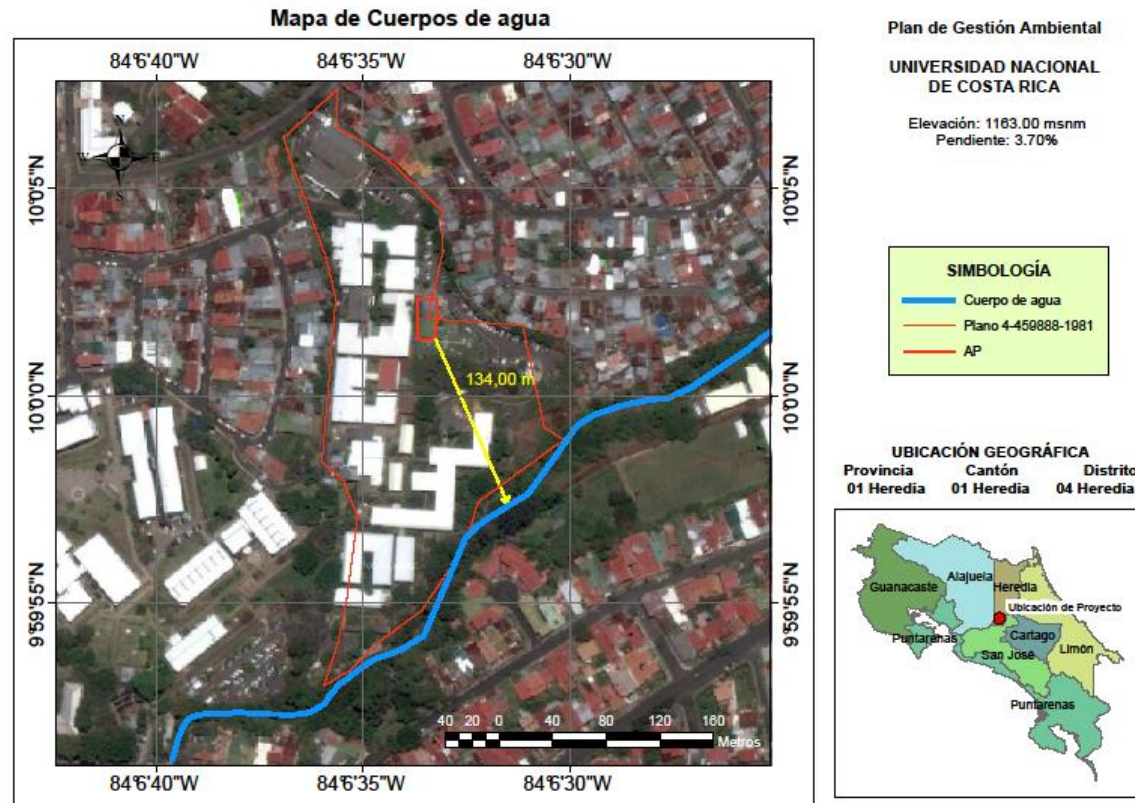 Mapa de Cuerpos de agua
84°6'40"W 84°6'35"W 84°6'30"W
N
W E
S
10°0'5"N 10°0'5"N
134,00 m
10°0'0"N 10°0'0"N
9°59'55"N 9°59'55"N
40 20 0 40 80 120 160
Metros
84°6'40"W 84°6'35"W 84°6'30"W
Plan de Gestión Ambiental
UNIVERSIDAD NACIONAL
DE COSTA RICA
Elevación: 1163.00 msnm
Pendiente: 3.70%
SIMBOLOGÍA
Cuerpo de agua
Plano 4-459888-1981
AP
UBICACIÓN GEOGRÁFICA
Provincia Cantón Distrito
01 Heredia 01 Heredia 04 Heredia
Guanacaste Alajuela Heredia
Ubicación de Proyecto
Puntarenas Cartago
San José Limón
Puntarenas